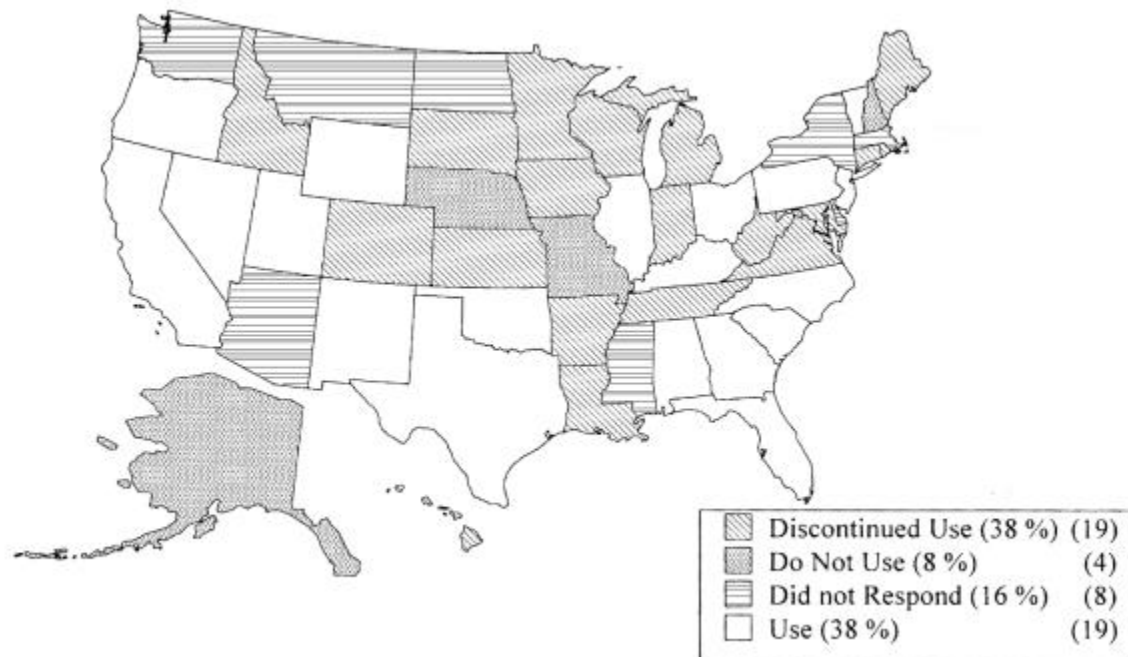 Discontinued Use (38 %) (19)
Do Not Use (8 %) (4)
Did not Respond (16 %) (8)
Use (38 %) (19)